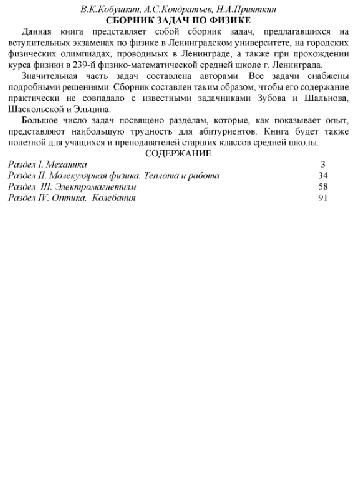 В.К.Кобушкин, А.С.Кондратьев, Н.А.Прияткин
СБОРНИК ЗАДАЧ ПО ФИЗИКЕ
Данная книга представляет собой сборник задач, предлагавшихся на
вступительных экзаменах по физике в Ленинградском университете, на городских
физических олимпиадах, проводимых в Ленинграде, а также при прохождении
курса физики в 239-й физико-математической средней школе г. Ленинграда.
Значительная часть задач составлена авторами. Все задачи снабжены
подробными решениями. Сборник составлен таким образом, чтобы его содержание
практически не совпадало с известными задачниками Зубова и Шальнова,
Шаскольской и Эльцина.
Большое число задач посвящено разделам, которые, как показывает опыт,
представляют наибольшую трудность для абитуриентов. Книга будет также
полезной для учащихся и преподавателей старших классов средней школы.
СОДЕРЖАНИЕ
Раздел I. Механика 3
Раздел II. Молекулярная физика. Теплота и работа 34
Раздел III. Электромагнетизм 58
Раздел IV. Оптика. Колебания 91